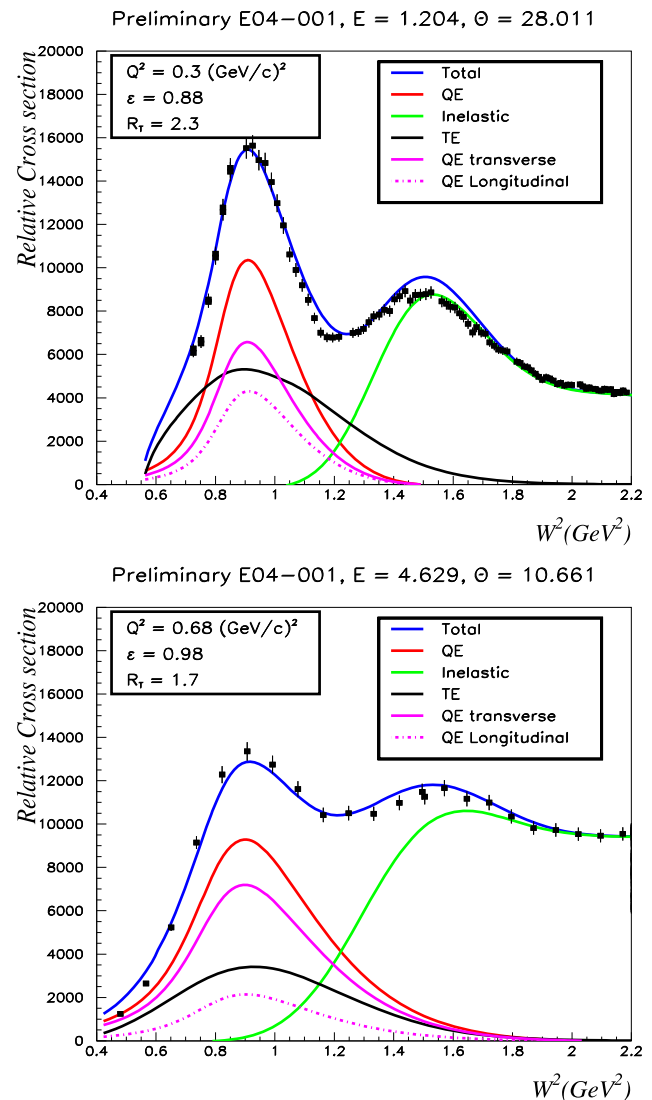 Preliminary E04-001, E = 1.204, Θ = 28.011
Relative Cross section
20000
18000
16000
14000
12000
10000
8000
6000
4000
2000
0
Q² = 0.3 (GeV/c)²
ε = 0.88
R_T = 2.3
Total
QE
Inelastic
TE
QE transverse
QE Longitudinal
0.4 0.6 0.8 1 1.2 1.4 1.6 1.8 2 2.2
W²(GeV²)
Preliminary E04-001, E = 4.629, Θ = 10.661
Relative Cross section
20000
18000
16000
14000
12000
10000
8000
6000
4000
2000
0
Q² = 0.68 (GeV/c)²
ε = 0.98
R_T = 1.7
Total
QE
Inelastic
TE
QE transverse
QE Longitudinal
0.4 0.6 0.8 1 1.2 1.4 1.6 1.8 2 2.2
W²(GeV²)